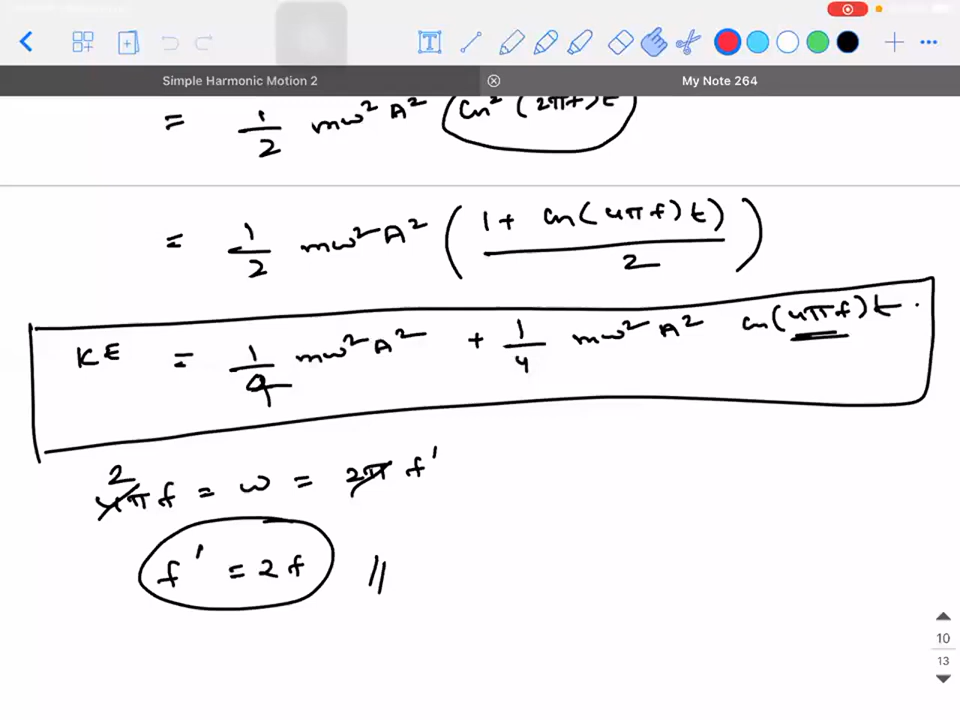 Simple Harmonic Motion 2
My Note 264
= 1/2 mω²A² cos²(2πf)t
= 1/2 mω²A² ( (1 + cos(4πf)t) / 2 )
KE = 1/4 mω²A² + 1/4 mω²A² cos(4πf)t.
2
4πf = ω = 2πf'
f' = 2f //
10
13